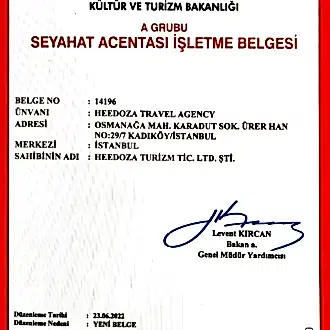 KÜLTÜR VE TURİZM BAKANLIĞI
A GRUBU
SEYAHAT ACENTASI İŞLETME BELGESİ
BELGE NO : 14196
ÜNVANI : HEEDOZA TRAVEL AGENCY
ADRESİ : OSMANAĞA MAH. KARADUT SOK. ÜRER HAN
NO:29/7 KADIKÖY/İSTANBUL
MERKEZİ : İSTANBUL
SAHİBİNİN ADI : HEEDOZA TURİZM TİC. LTD. ŞTİ.
Levent KIRCAN
Bakan a.
Genel Müdür Yardımcısı
Düzenleme Tarihi : 23.06.2022
Düzenleme Nedeni : YENİ BELGE